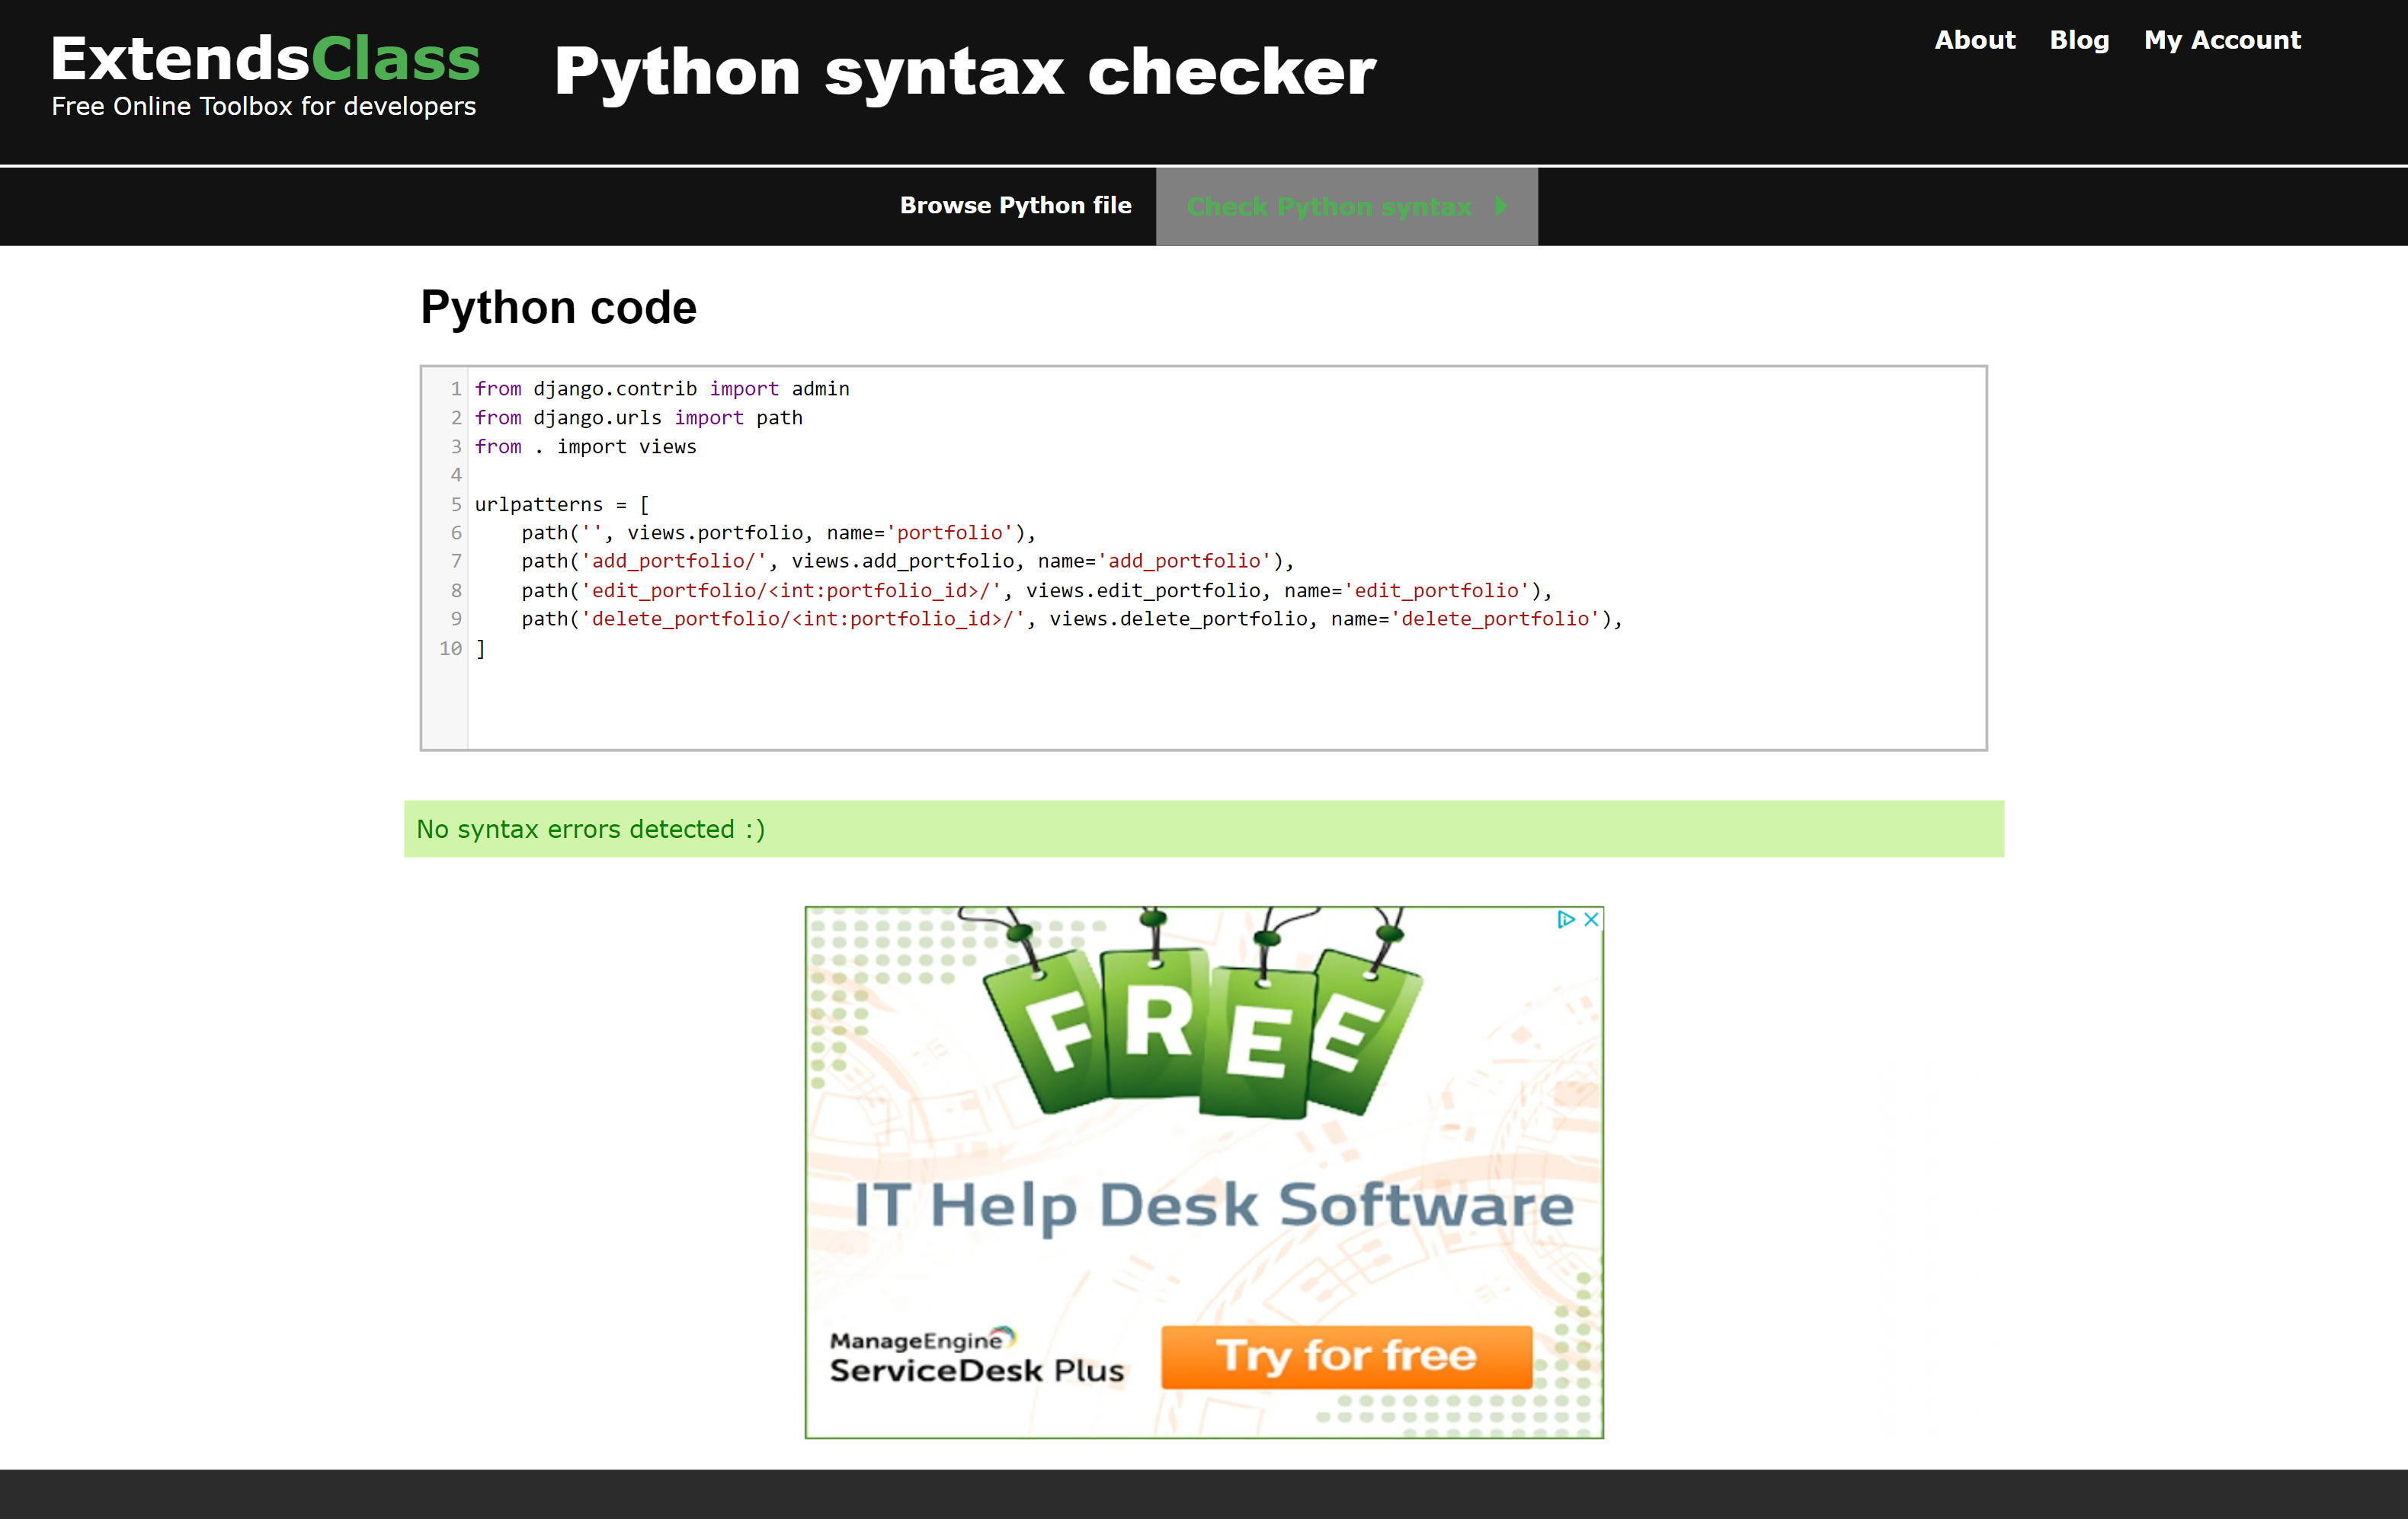 ExtendsClass
Free Online Toolbox for developers
Python syntax checker
About Blog My Account
Browse Python file
Check Python syntax
Python code
1 from django.contrib import admin
2 from django.urls import path
3 from . import views
4
5 urlpatterns = [
6     path('', views.portfolio, name='portfolio'),
7     path('add_portfolio/', views.add_portfolio, name='add_portfolio'),
8     path('edit_portfolio/<int:portfolio_id>/', views.edit_portfolio, name='edit_portfolio'),
9     path('delete_portfolio/<int:portfolio_id>/', views.delete_portfolio, name='delete_portfolio'),
10 ]
No syntax errors detected :)
FREE
IT Help Desk Software
ManageEngine
ServiceDesk Plus
Try for free